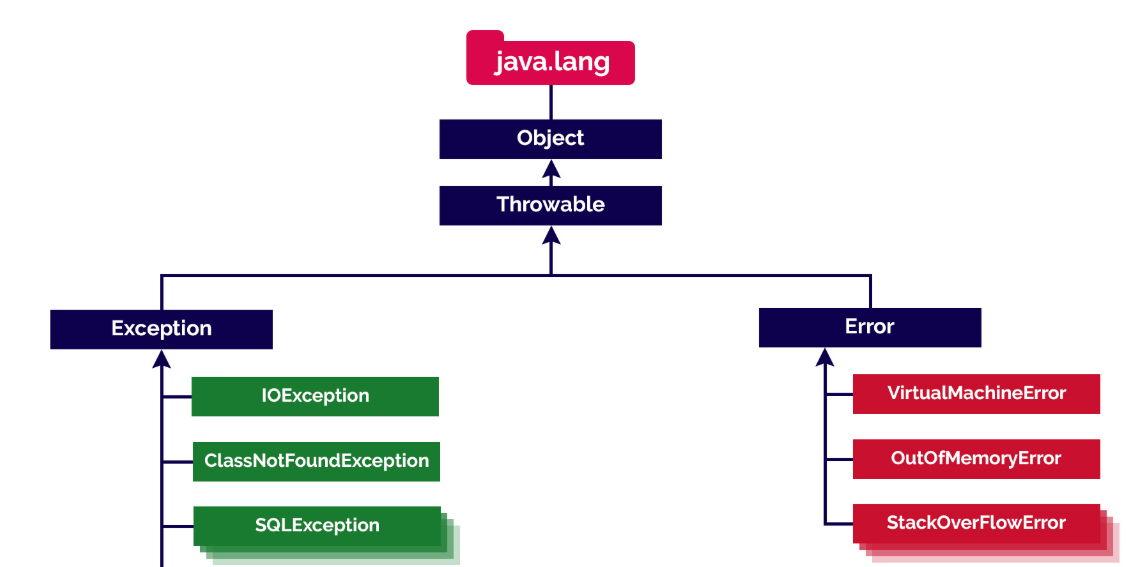 java.lang
Object
Throwable
Exception
Error
IOException
VirtualMachineError
ClassNotFoundException
OutOfMemoryError
SQLException
StackOverFlowError